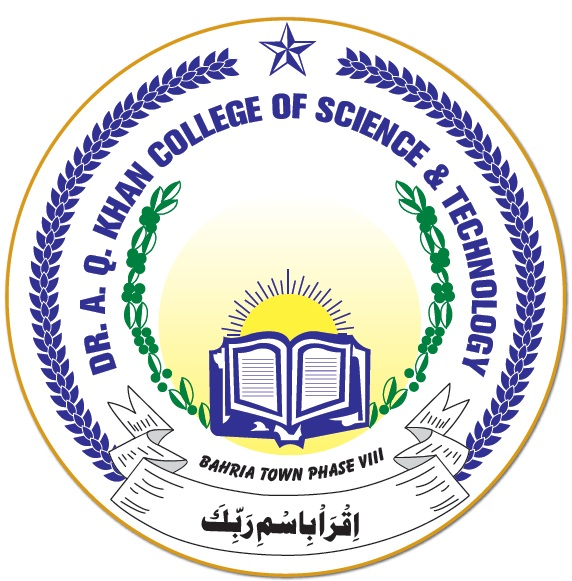 DR. A. Q. KHAN COLLEGE OF SCIENCE & TECHNOLOGY
BAHRIA TOWN PHASE VIII
اِقْرَاْ بِاسْمِ رَبِّكَ